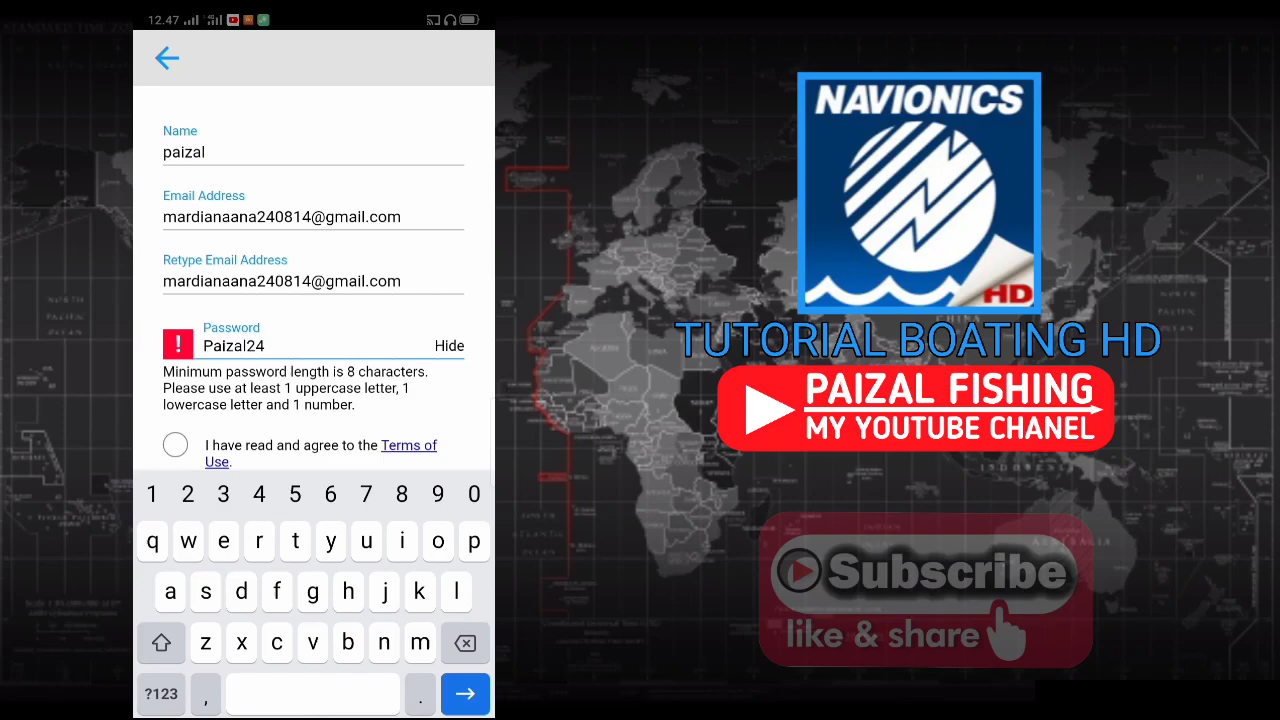 12.47
Name
paizal
Email Address
mardianaana240814@gmail.com
Retype Email Address
mardianaana240814@gmail.com
Password
!
Paizal24 Hide
Minimum password length is 8 characters.
Please use at least 1 uppercase letter, 1
lowercase letter and 1 number.
I have read and agree to the Terms of
Use.
1 2 3 4 5 6 7 8 9 0
q w e r t y u i o p
a s d f g h j k l
z x c v b n m
?123 , .
NAVIONICS
HD
TUTORIAL BOATING HD
PAIZAL FISHING
MY YOUTUBE CHANEL
Subscribe
like & share